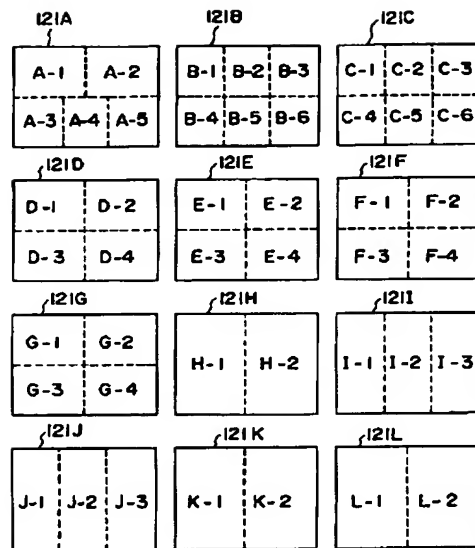 121A 121B 121C
A-1 A-2 B-1 B-2 B-3 C-1 C-2 C-3
A-3 A-4 A-5 B-4 B-5 B-6 C-4 C-5 C-6
121D 121E 121F
D-1 D-2 E-1 E-2 F-1 F-2
D-3 D-4 E-3 E-4 F-3 F-4
121G 121H 121I
G-1 G-2
H-1 H-2 I-1 I-2 I-3
G-3 G-4
121J 121K 121L
J-1 J-2 J-3 K-1 K-2 L-1 L-2